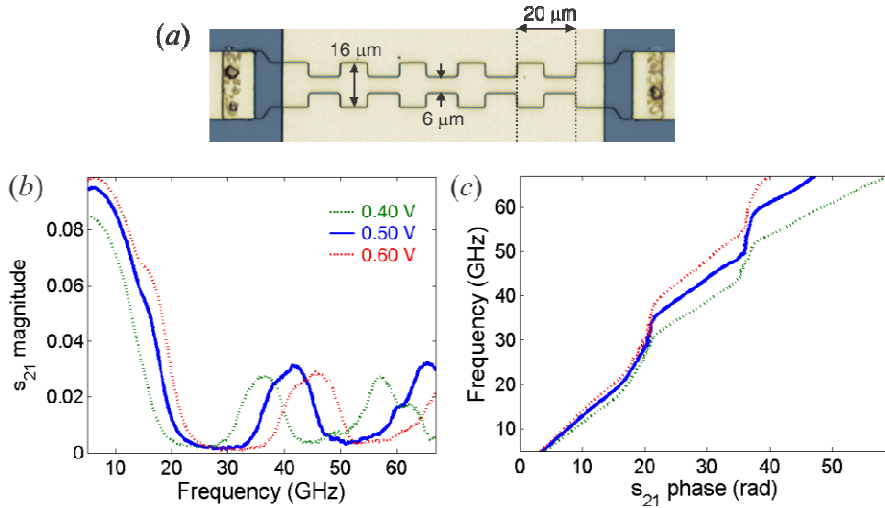 (a)
20 μm
16 μm
6 μm
(b)
s21 magnitude
0.08
0.06
0.04
0.02
0
0.40 V
0.50 V
0.60 V
10 20 30 40 50 60
Frequency (GHz)
(c)
Frequency (GHz)
60
50
40
30
20
10
0 10 20 30 40 50
s21 phase (rad)